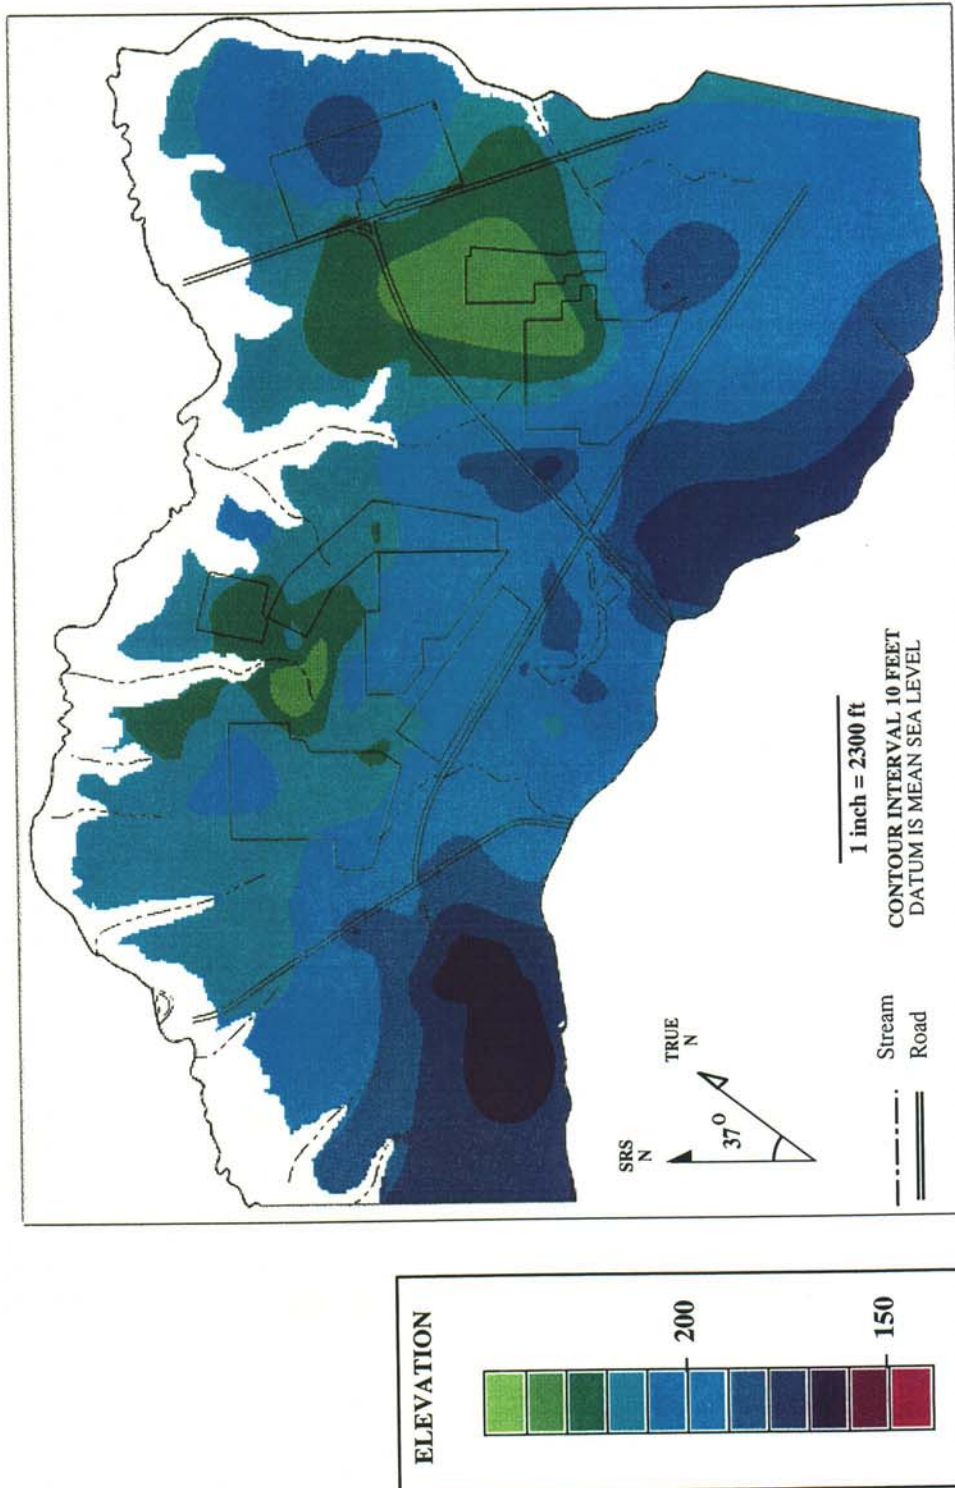 ELEVATION
200
150
SRS
N
TRUE
N
37O
Stream
Road
1 inch = 2300 ft
CONTOUR INTERVAL 10 FEET
DATUM IS MEAN SEA LEVEL